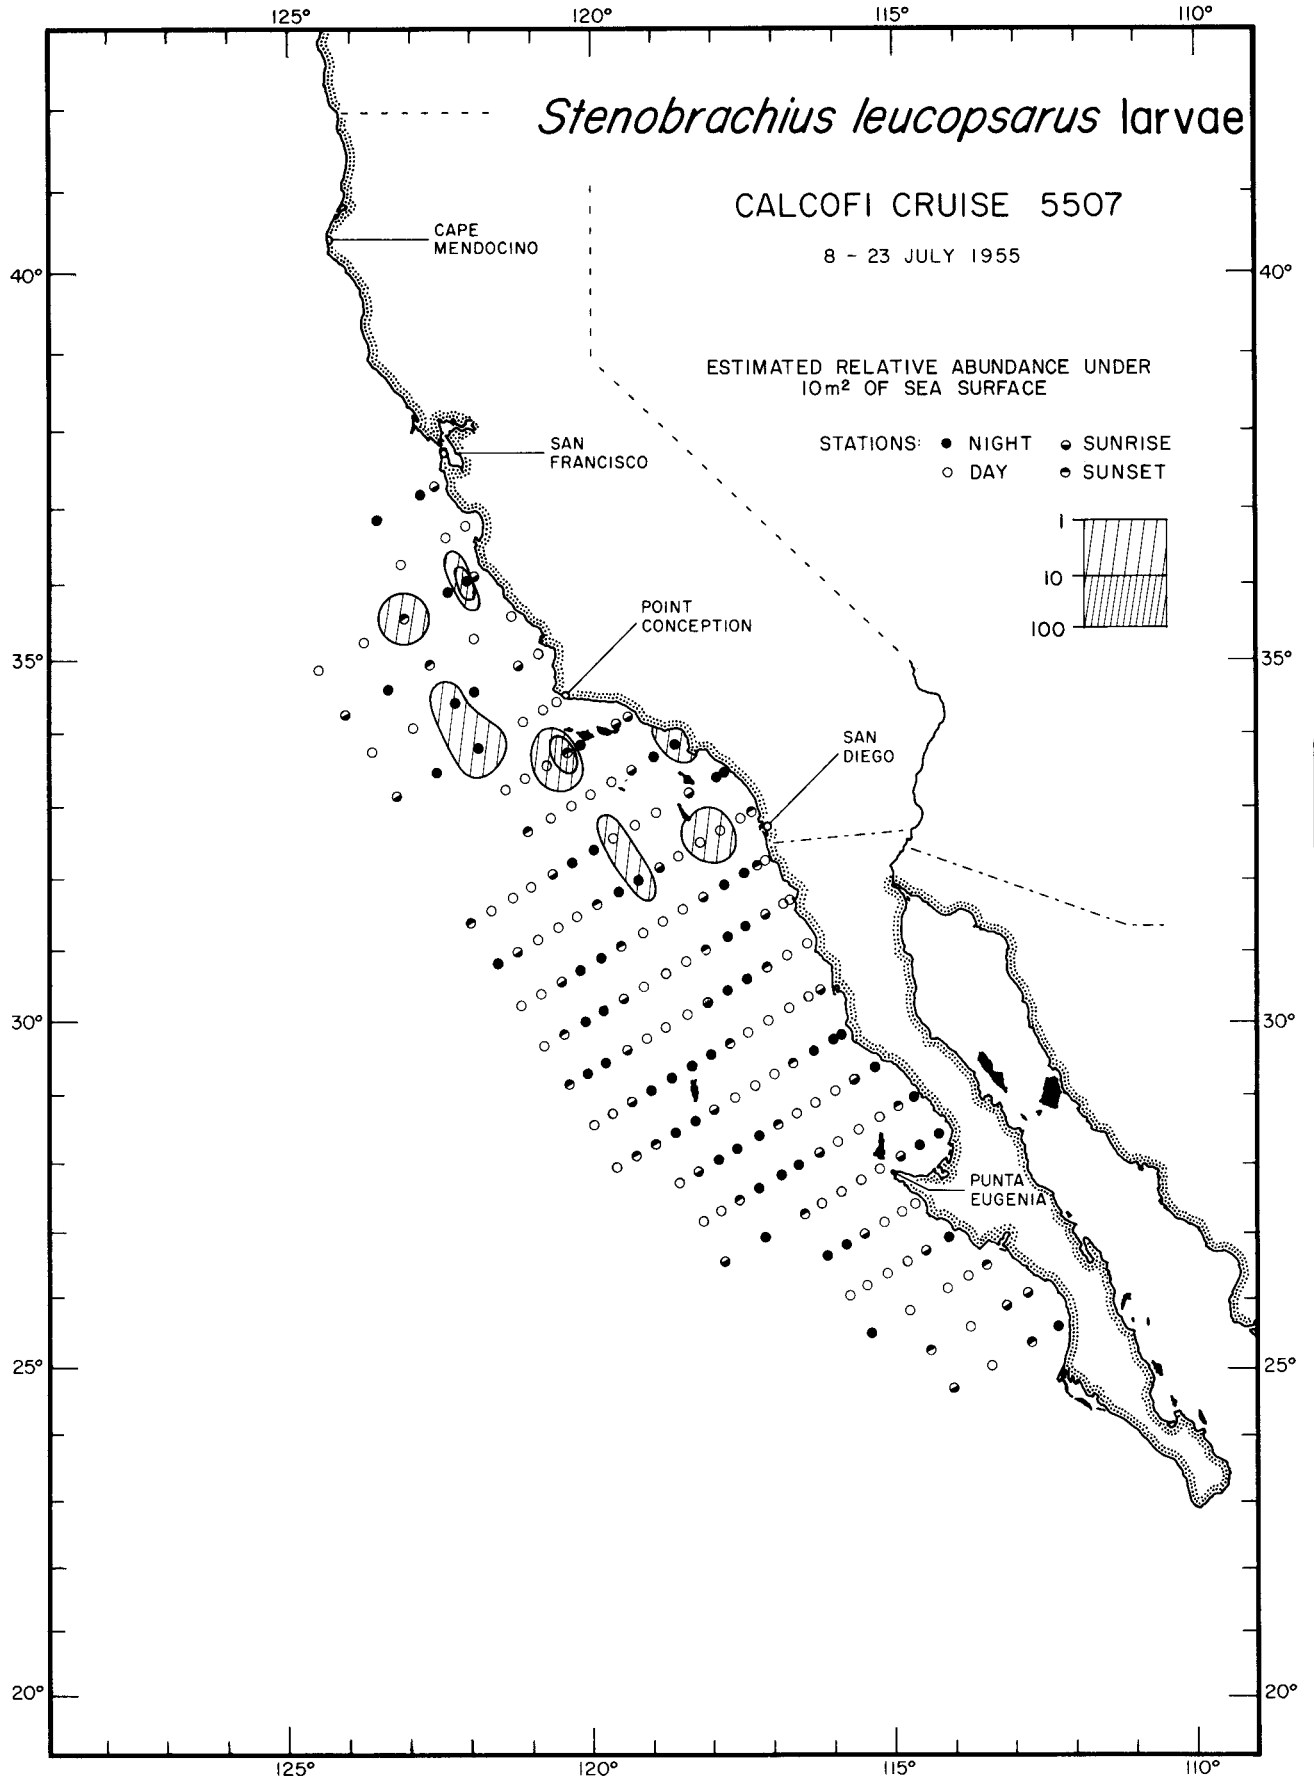 125° 120° 115° 110°
Stenobrachius leucopsarus larvae
CALCOFI CRUISE 5507
8 - 23 JULY 1955
CAPE
MENDOCINO
40° 40°
ESTIMATED RELATIVE ABUNDANCE UNDER
10m² OF SEA SURFACE
STATIONS: NIGHT SUNRISE
DAY SUNSET
SAN
FRANCISCO
1
10
100
POINT
CONCEPTION
35° 35°
SAN
DIEGO
30° 30°
PUNTA
EUGENIA
25° 25°
20° 20°
125° 120° 115° 110°